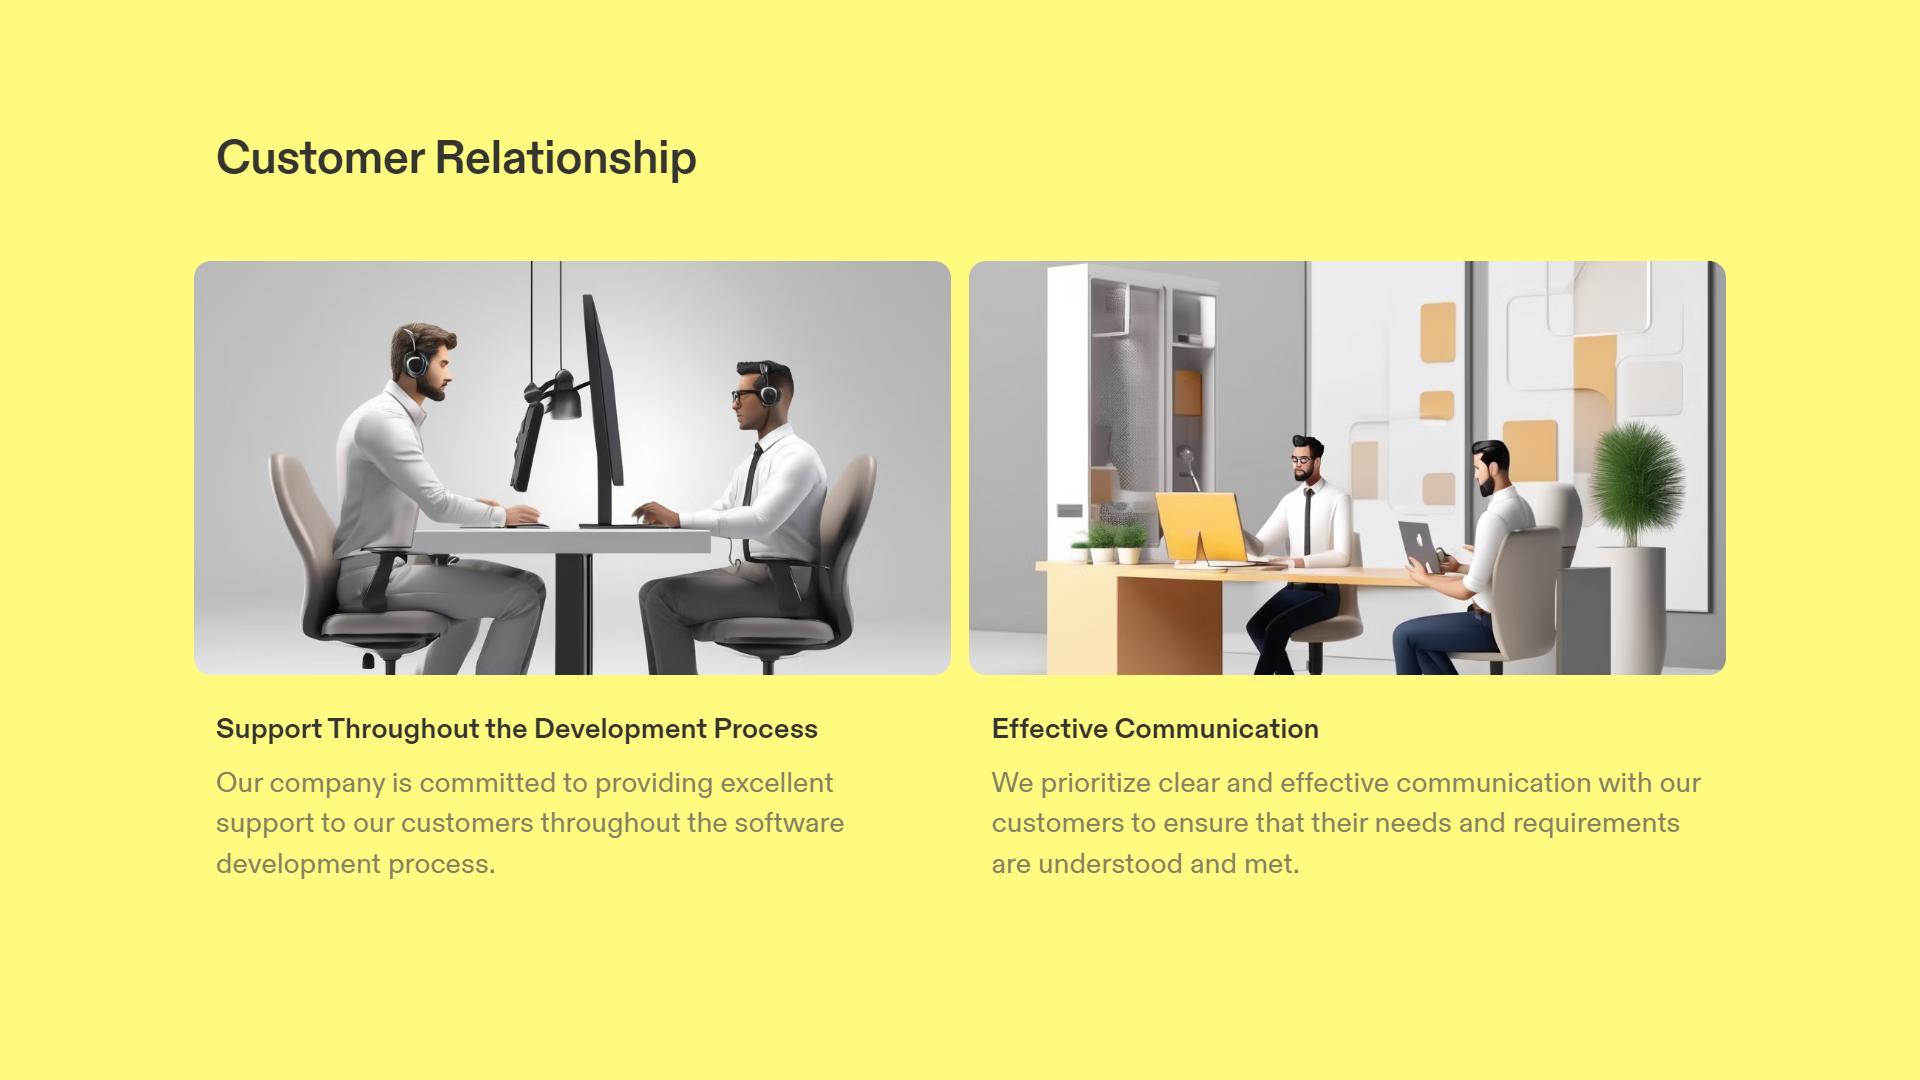 Customer Relationship
Support Throughout the Development Process
Our company is committed to providing excellent
support to our customers throughout the software
development process.
Effective Communication
We prioritize clear and effective communication with our
customers to ensure that their needs and requirements
are understood and met.